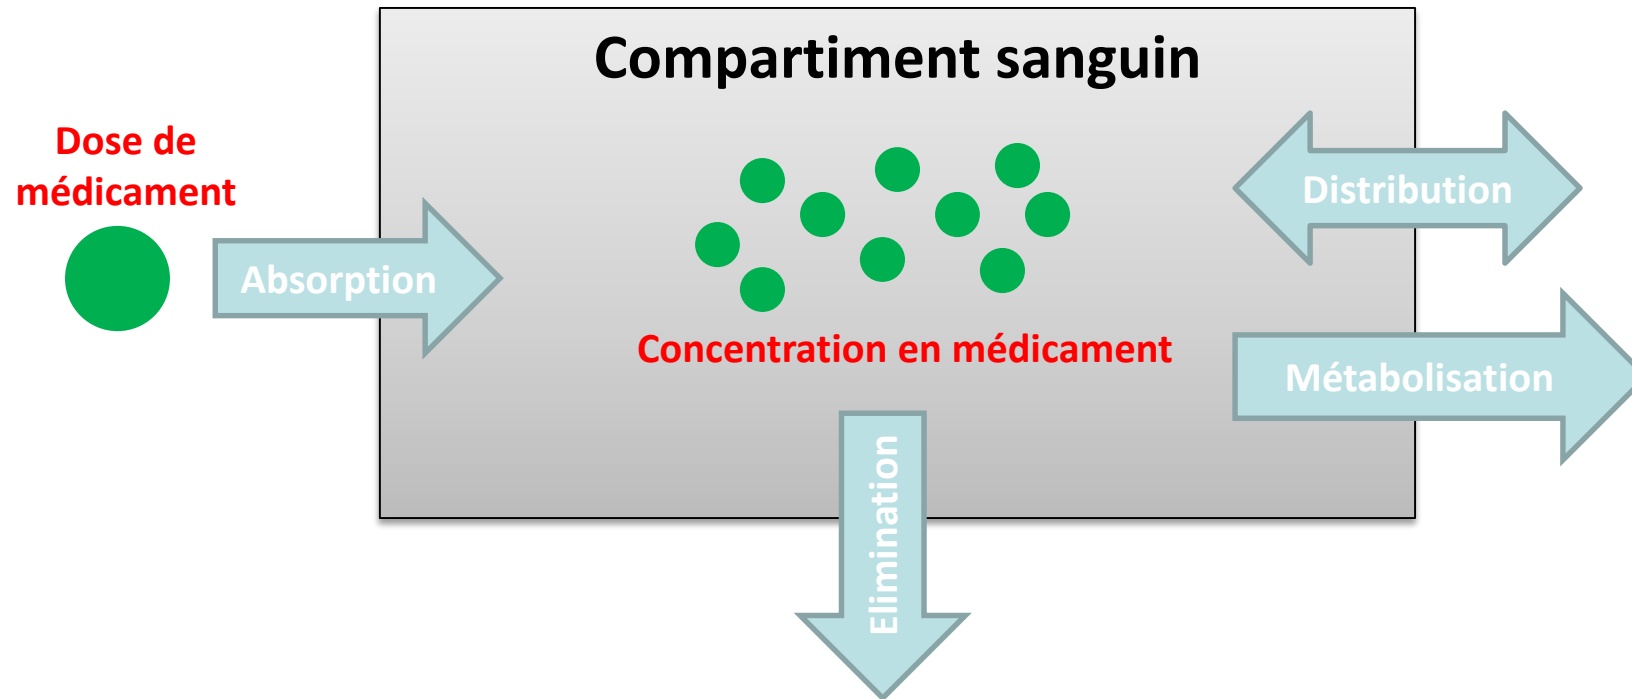 Compartiment sanguin
Dose de
médicament
Absorption
Distribution
Concentration en médicament
Métabolisation
Elimination